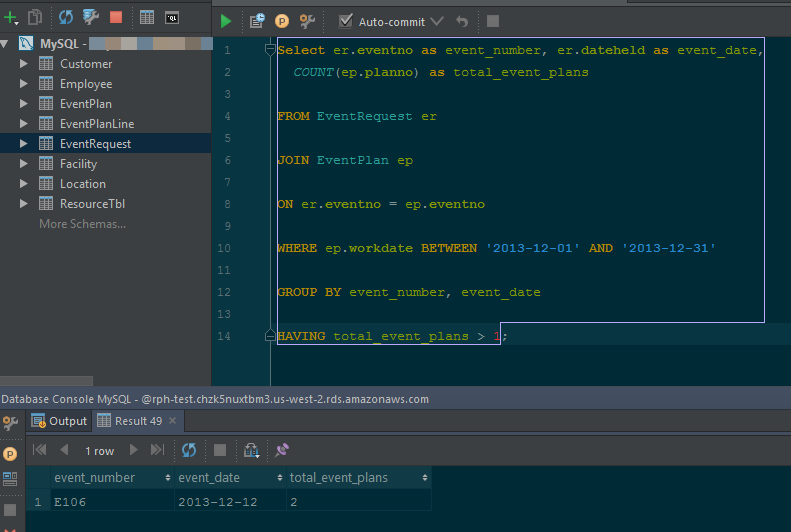 Auto-commit
MySQL -
Customer
Employee
EventPlan
EventPlanLine
EventRequest
Facility
Location
ResourceTbl
More Schemas...
1 Select er.eventno as event_number, er.dateheld as event_date,
2 COUNT(ep.planno) as total_event_plans
3
4 FROM EventRequest er
5
6 JOIN EventPlan ep
7
8 ON er.eventno = ep.eventno
9
10 WHERE ep.workdate BETWEEN '2013-12-01' AND '2013-12-31'
11
12 GROUP BY event_number, event_date
13
14 HAVING total_event_plans > 1;
Database Console MySQL - @rph-test.chzk5nuxtbm3.us-west-2.rds.amazonaws.com
Output Result 49
1 row
event_number event_date total_event_plans
1 E106 2013-12-12 2